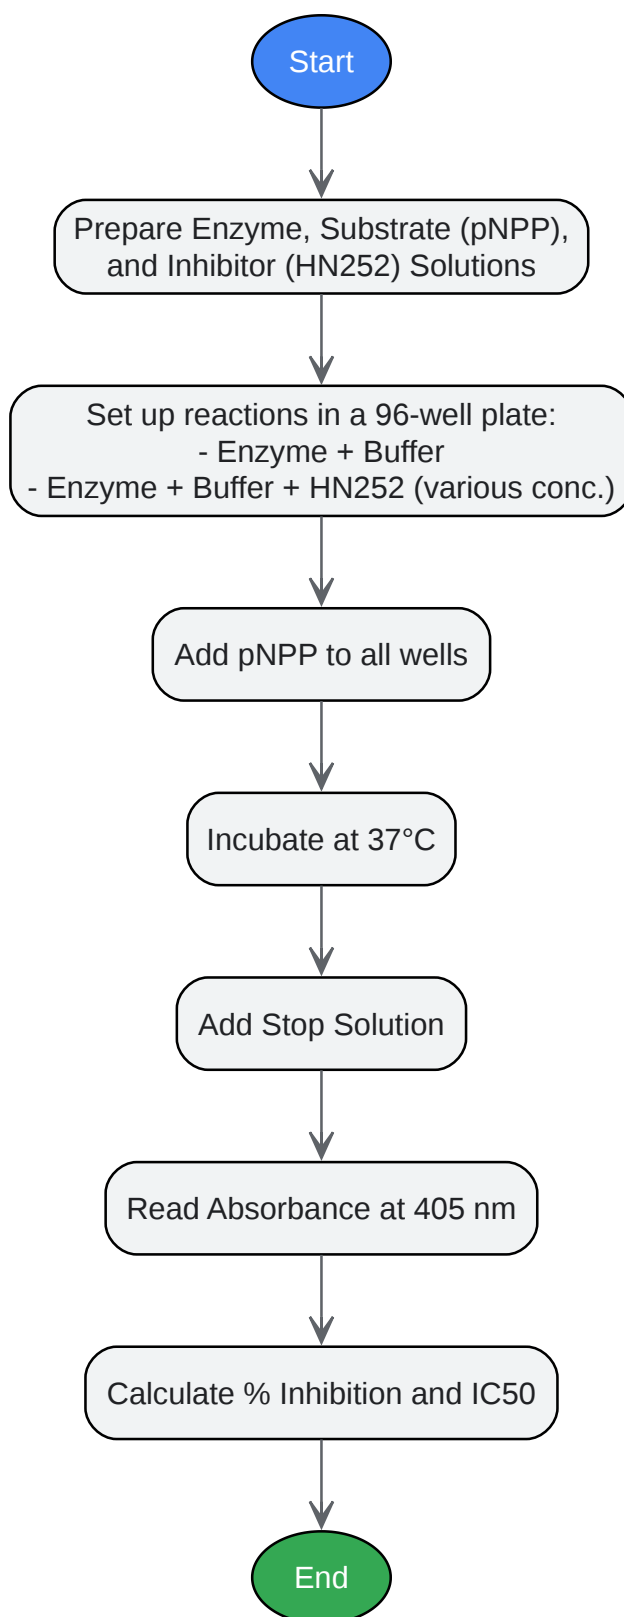 Start
Prepare Enzyme, Substrate (pNPP),
and Inhibitor (HN252) Solutions
Set up reactions in a 96-well plate:
- Enzyme + Buffer
- Enzyme + Buffer + HN252 (various conc.)
Add pNPP to all wells
Incubate at 37°C
Add Stop Solution
Read Absorbance at 405 nm
Calculate % Inhibition and IC50
End